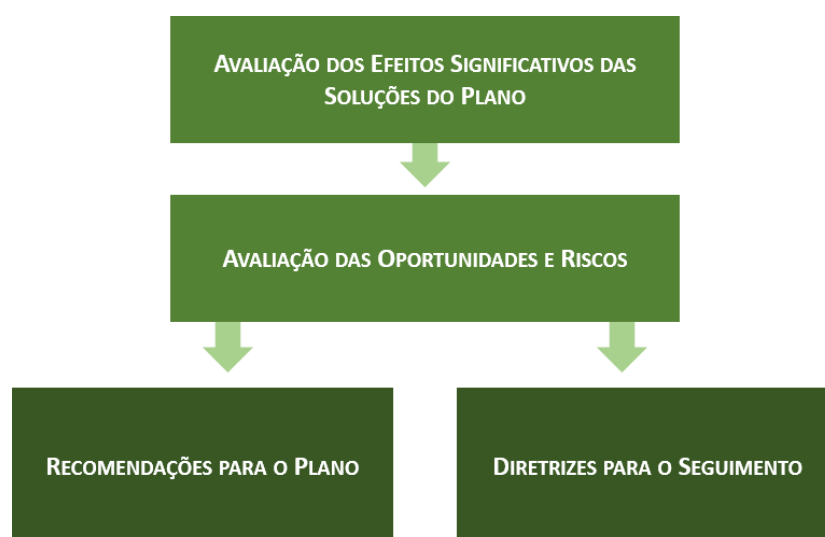 Avaliação dos Efeitos Significativos das
Soluções do Plano
Avaliação das Oportunidades e Riscos
Recomendações para o Plano
Diretrizes para o Seguimento